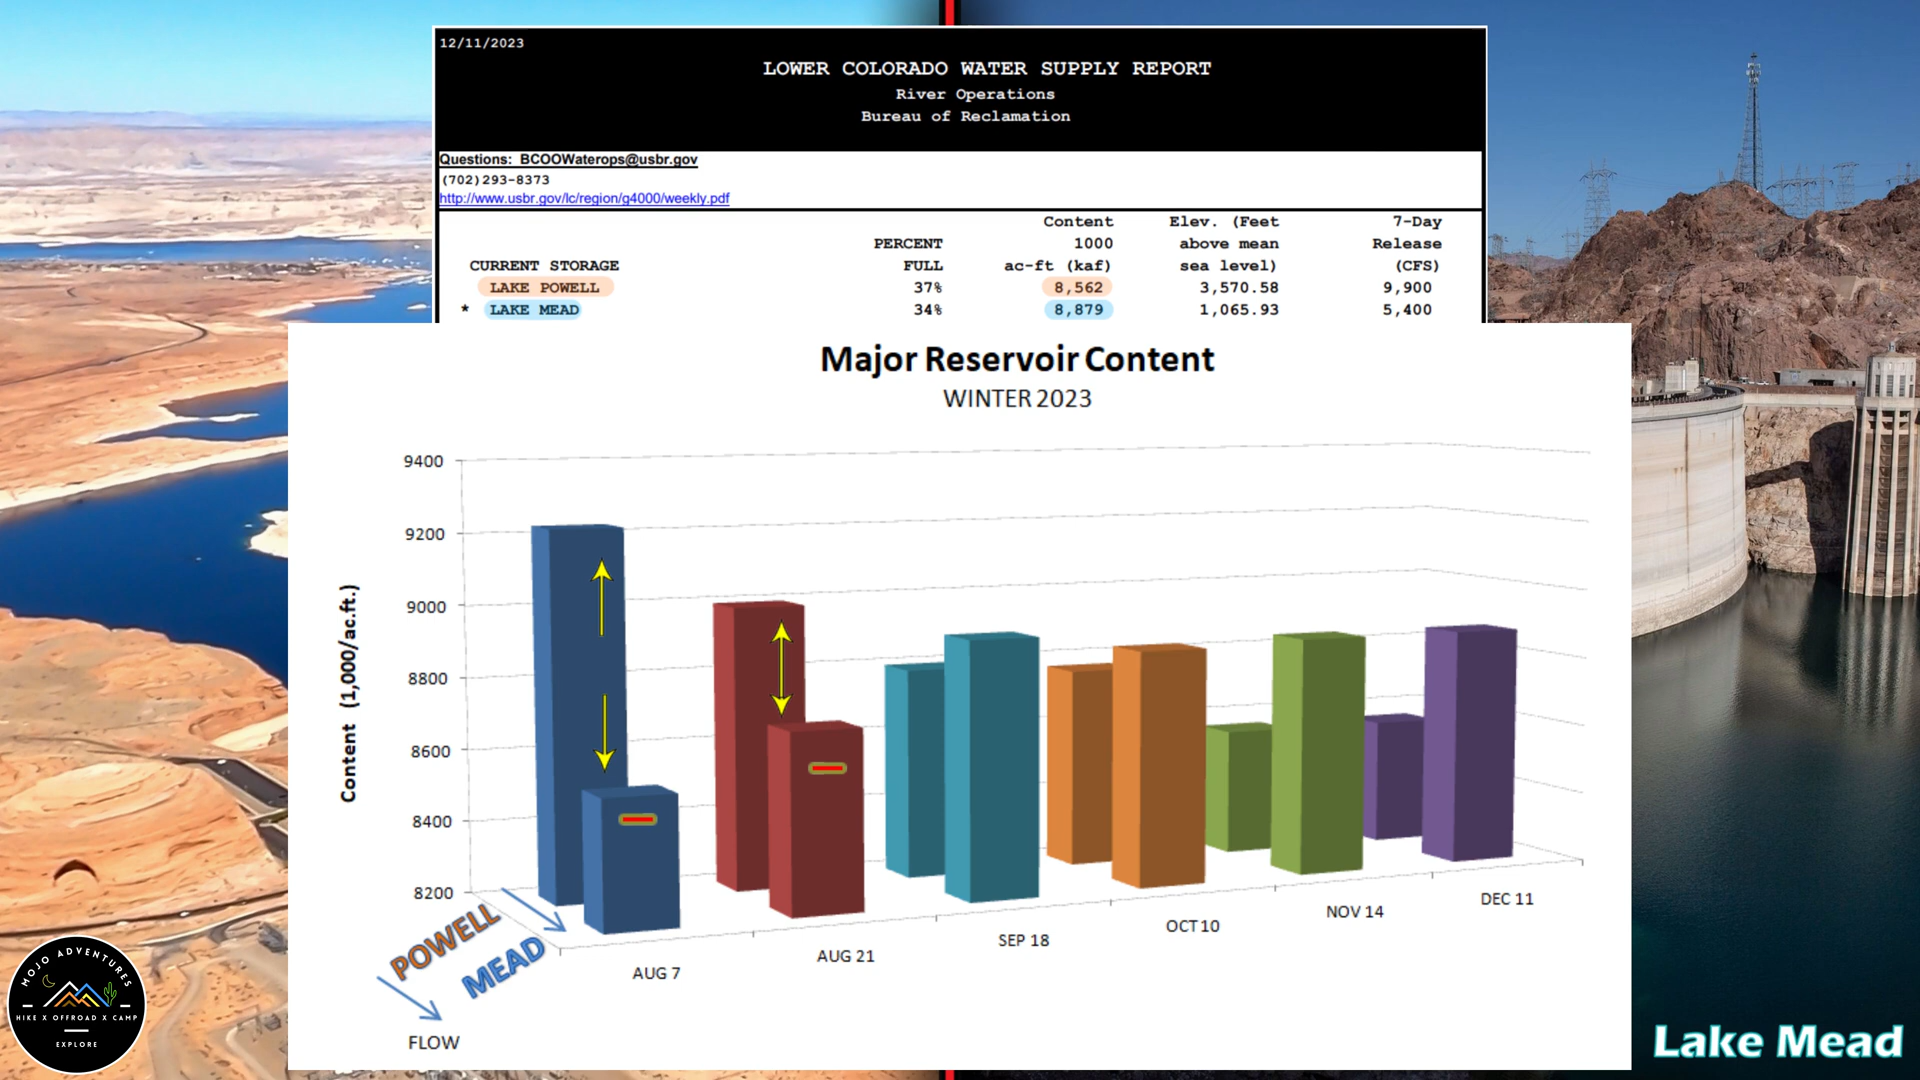 12/11/2023
LOWER COLORADO WATER SUPPLY REPORT
River Operations
Bureau of Reclamation
Questions: BCOOWaterops@usbr.gov
(702)293-8373
http://www.usbr.gov/lc/region/g4000/weekly.pdf
Content Elev. (Feet 7-Day
PERCENT 1000 above mean Release
CURRENT STORAGE FULL ac-ft (kaf) sea level) (CFS)
LAKE POWELL 37% 8,562 3,570.58 9,900
* LAKE MEAD 34% 8,879 1,065.93 5,400
Major Reservoir Content
WINTER 2023
Content (1,000/ac.ft.)
9400
9200
9000
8800
8600
8400
8200
POWELL
MEAD
FLOW
AUG 7
AUG 21
SEP 18
OCT 10
NOV 14
DEC 11
MOJO ADVENTURES
HIKE X OFFROAD X CAMP
EXPLORE
Lake Mead